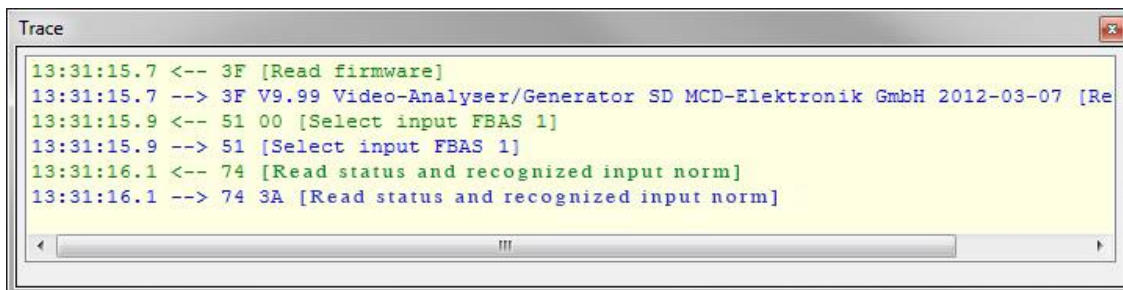 Trace
13:31:15.7 <-- 3F [Read firmware]
13:31:15.7 --> 3F V9.99 Video-Analyser/Generator SD MCD-Elektronik GmbH 2012-03-07 [Re
13:31:15.9 <-- 51 00 [Select input FBAS 1]
13:31:15.9 --> 51 [Select input FBAS 1]
13:31:16.1 <-- 74 [Read status and recognized input norm]
13:31:16.1 --> 74 3A [Read status and recognized input norm]